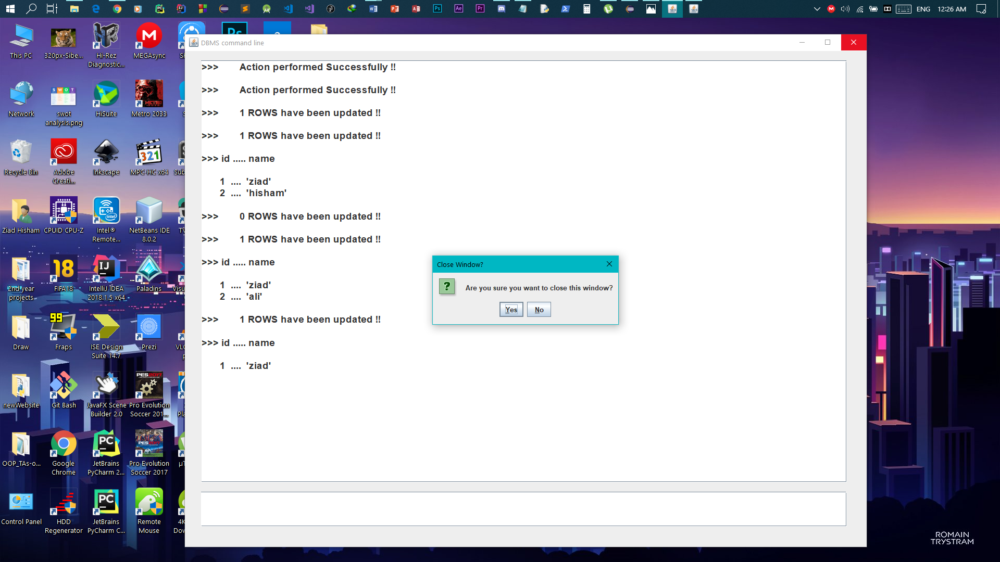 ENG 12:26 AM
This PC
320px-Sibe...
Hi-Rez
Diagnostic...
MEGAsync
Network
swot
analysis.png
HiSuite
Metro 2033
Recycle Bin
Adobe
Creati...
Inkscape
MPC-HC x64
Sub
Ziad Hisham
CPUID CPU-Z
Intel®
Remote...
NetBeans IDE
8.0.2
2nd year
projects
FIFA18
IntelliJ IDEA
2018.1.5 x64
Paladins
Visu
Draw
Fraps
ISE Design
Suite 14.7
Prezi
VLC
newWebsite
Git Bash
JavaFX Scene
Builder 2.0
Pro Evolution
Soccer 201...
OOP_TAs-o...
Google
Chrome
JetBrains
PyCharm 2...
Pro Evolution
Soccer 2017
Control Panel
HDD
Regenerator
JetBrains
PyCharm C...
Remote
Mouse
4K
Dow
DBMS command line
>>> Action performed Successfully !!
>>> Action performed Successfully !!
>>> 1 ROWS have been updated !!
>>> 1 ROWS have been updated !!
>>> id ..... name
1 .... 'ziad'
2 .... 'hisham'
>>> 0 ROWS have been updated !!
>>> 1 ROWS have been updated !!
>>> id ..... name
1 .... 'ziad'
2 .... 'ali'
>>> 1 ROWS have been updated !!
>>> id ..... name
1 .... 'ziad'
Close Window?
Are you sure you want to close this window?
Yes No
ROMAIN
TRYSTRAM